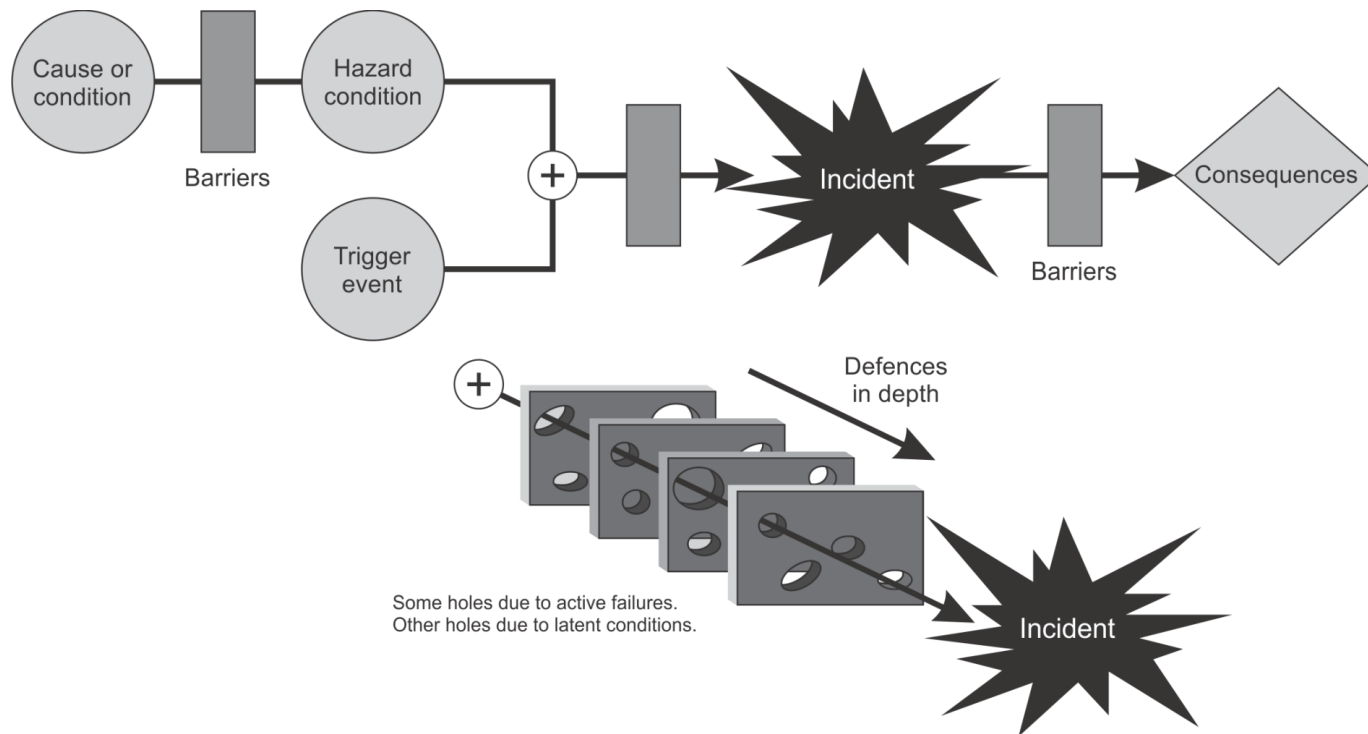 Cause or
condition
Barriers
Hazard
condition
Trigger
event
+
Incident
Barriers
Consequences
+
Defences
in depth
Some holes due to active failures.
Other holes due to latent conditions.
Incident